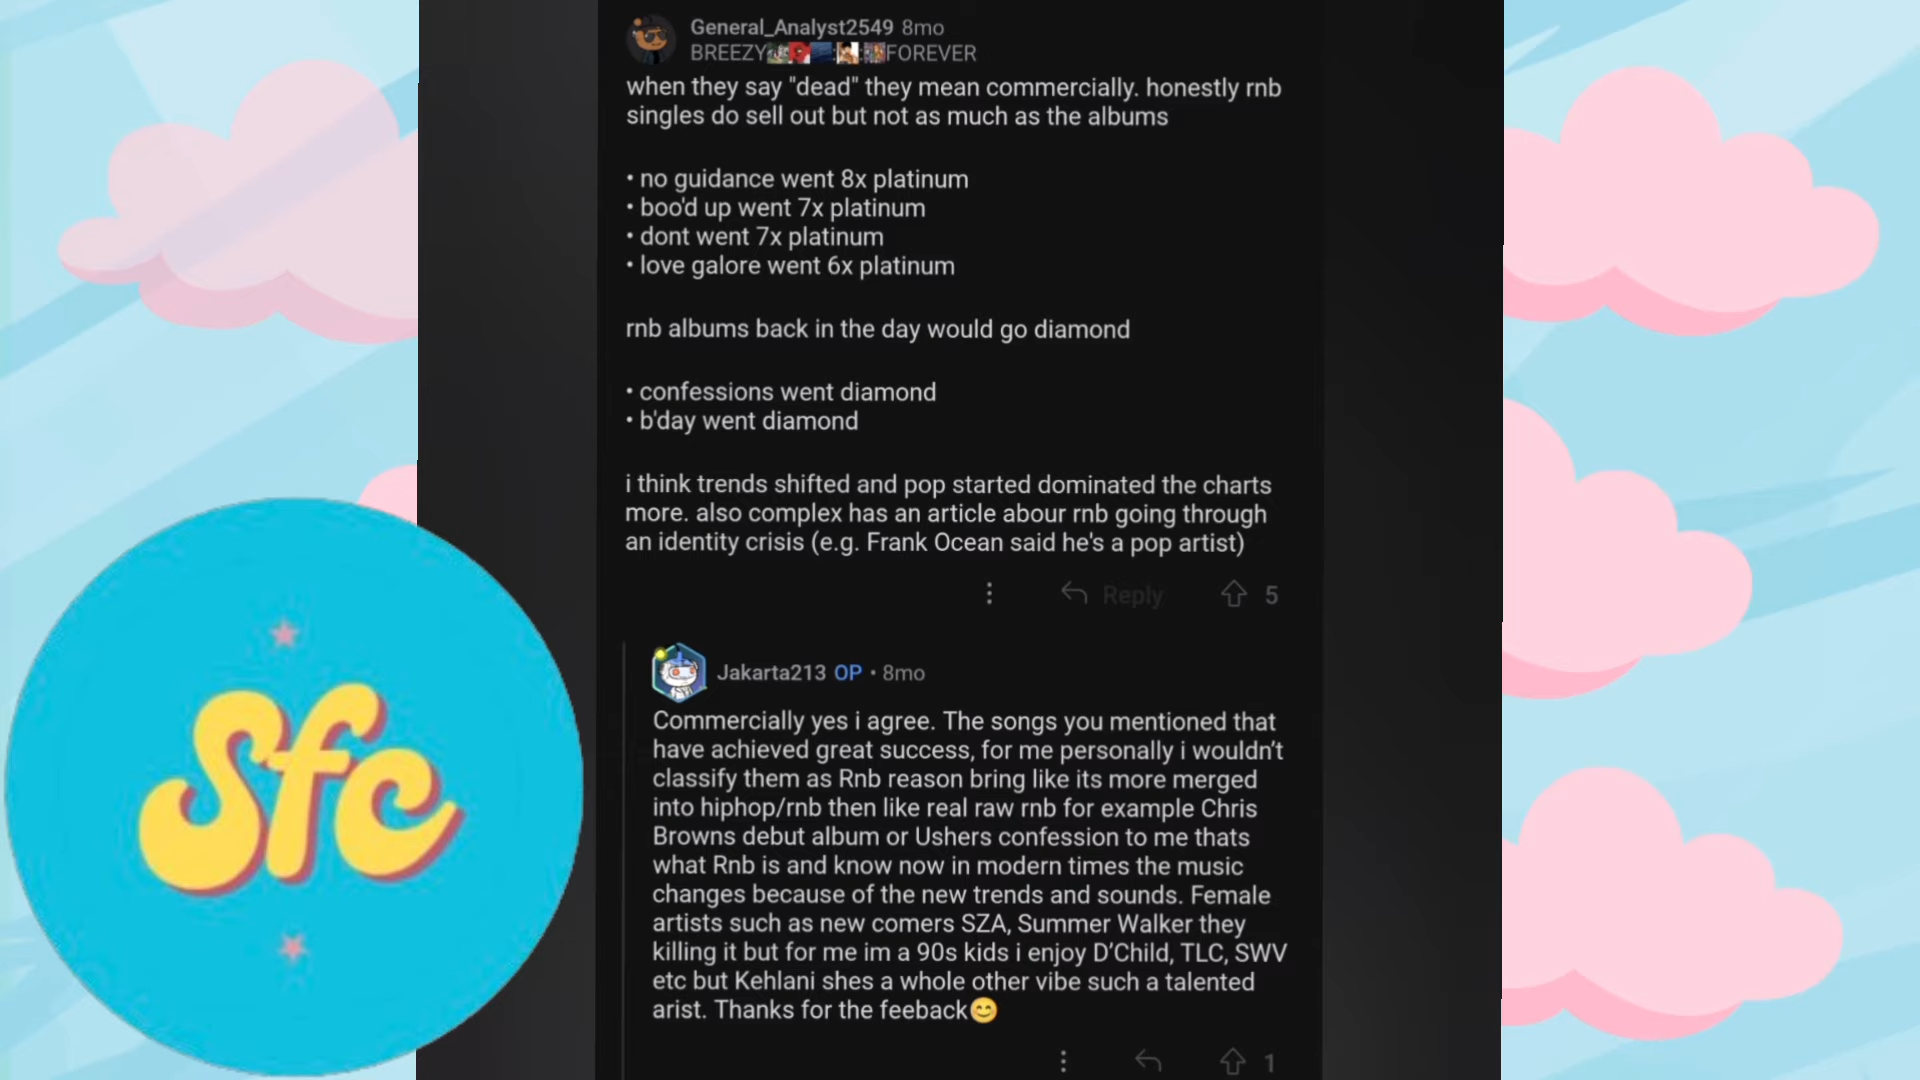 General_Analyst2549 8mo
BREEZY FOREVER
when they say "dead" they mean commercially. honestly rnb
singles do sell out but not as much as the albums
• no guidance went 8x platinum
• boo'd up went 7x platinum
• dont went 7x platinum
• love galore went 6x platinum
rnb albums back in the day would go diamond
• confessions went diamond
• b'day went diamond
i think trends shifted and pop started dominated the charts
more. also complex has an article abour rnb going through
an identity crisis (e.g. Frank Ocean said he's a pop artist)
Reply 5
Jakarta213 OP • 8mo
Commercially yes i agree. The songs you mentioned that
have achieved great success, for me personally i wouldn't
classify them as Rnb reason bring like its more merged
into hiphop/rnb then like real raw rnb for example Chris
Browns debut album or Ushers confession to me thats
what Rnb is and know now in modern times the music
changes because of the new trends and sounds. Female
artists such as new comers SZA, Summer Walker they
killing it but for me im a 90s kids i enjoy D'Child, TLC, SWV
etc but Kehlani shes a whole other vibe such a talented
arist. Thanks for the feeback😊
1
Sfc